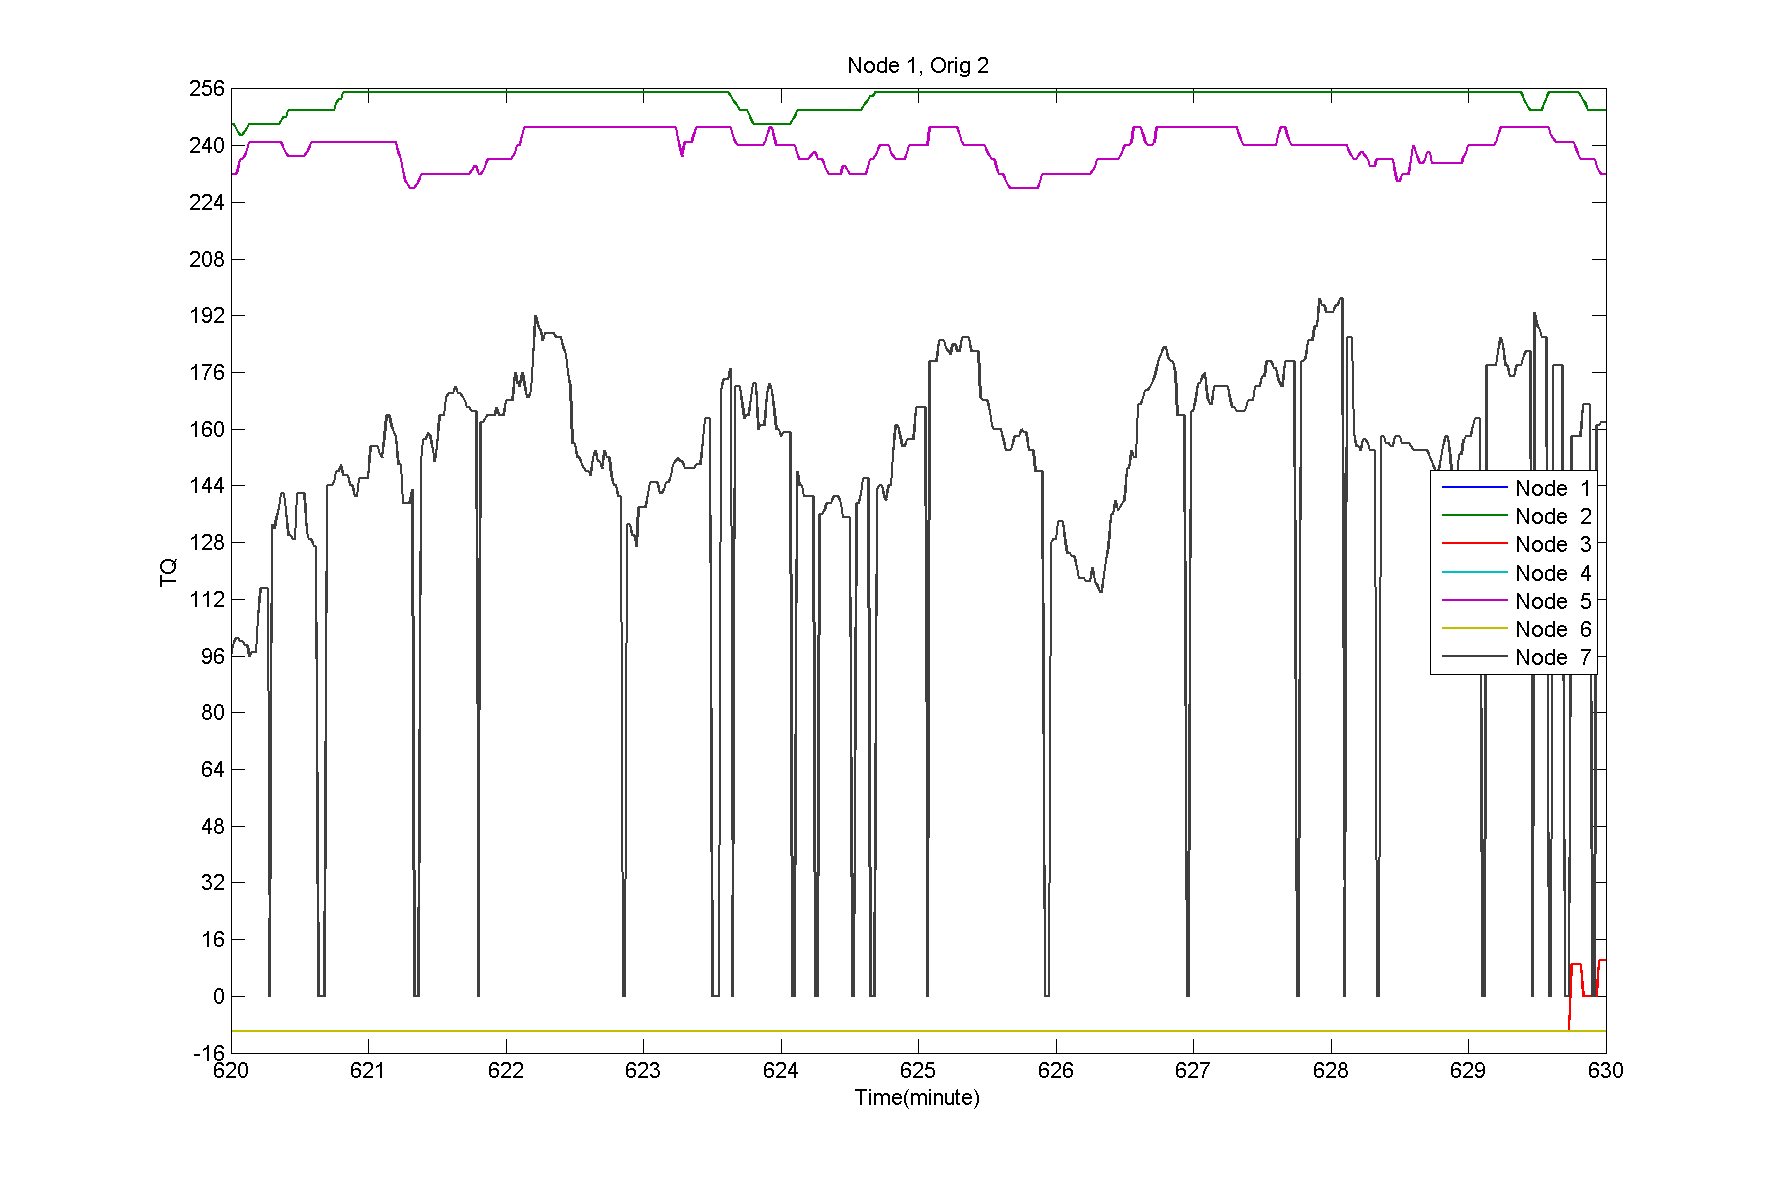 Node 1, Orig 2
256
240
224
208
192
176
160
144
128
112
96
80
64
48
32
16
0
-16
TQ
620 621 622 623 624 625 626 627 628 629 630
Time(minute)
Node 1
Node 2
Node 3
Node 4
Node 5
Node 6
Node 7